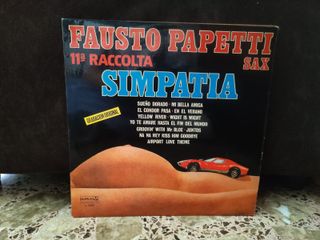 FAUSTO PAPETTI
11ª RACCOLTA SAX
SIMPATIA
SUEÑO DORADO - MI BELLA AMIGA
EL CONDOR PASA - EN EL VERANO
YELLOW RIVER - WIGHT IS WIGHT
YO TE AMARE HASTA EL FIN DEL MUNDO
GROOVIN' WITH Mr BLOE - JUNTOS
NA NA HEY KISS HIM GOODBYE
AIRPORT LOVE THEME
GRABACION ORIGINAL